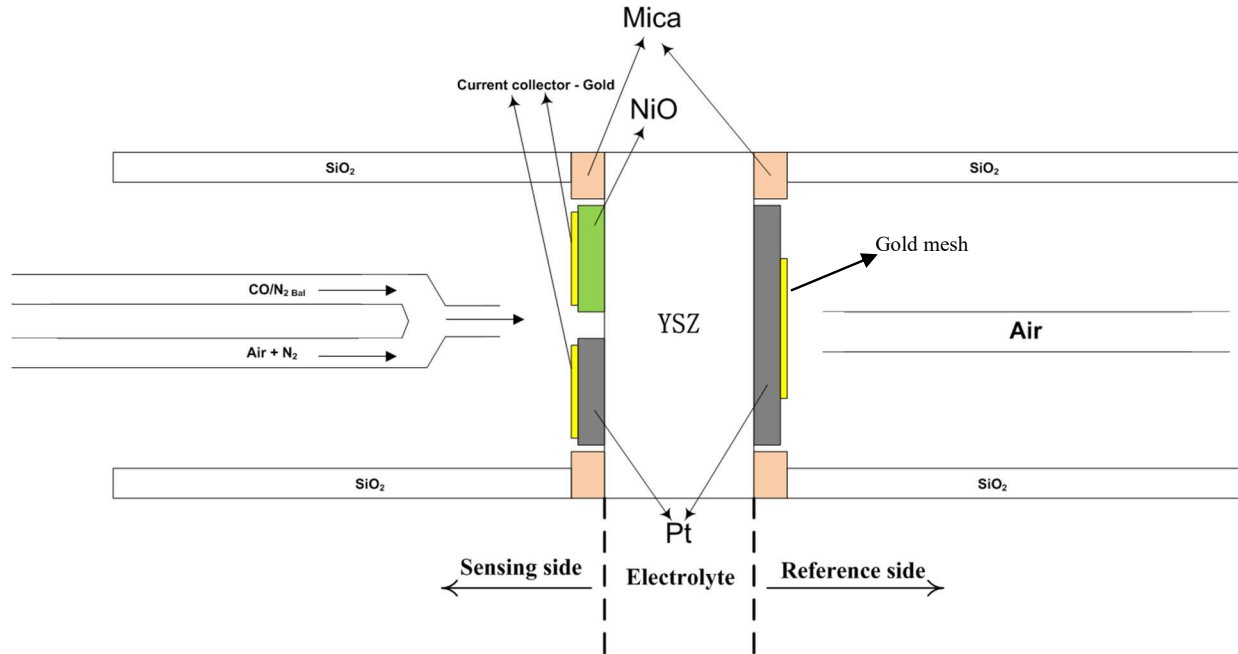 Mica
Current collector - Gold
NiO
SiO₂
SiO₂
Gold mesh
CO/N₂ Bal
YSZ
Air
Air + N₂
SiO₂
SiO₂
Pt
Sensing side
Electrolyte
Reference side